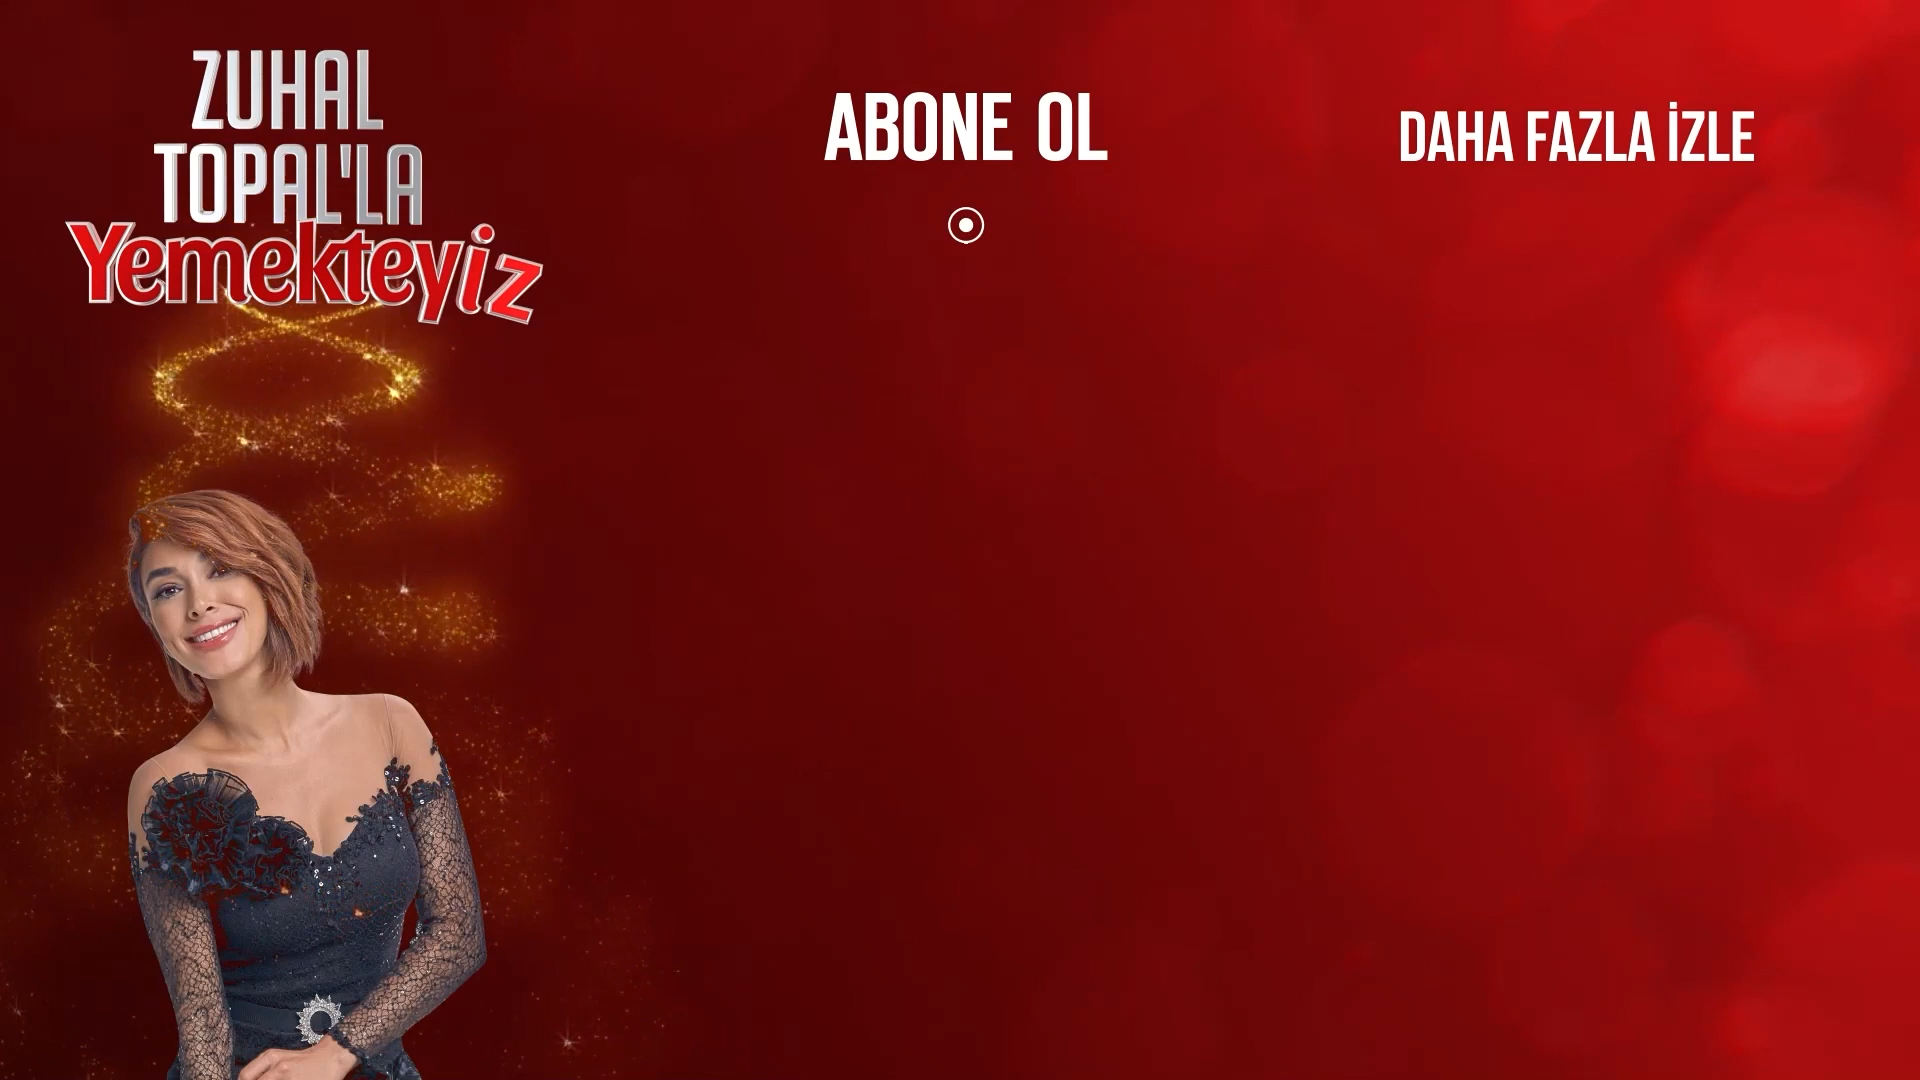 ZUHAL
TOPAL'LA
Yemekteyiz
ABONE OL
DAHA FAZLA İZLE